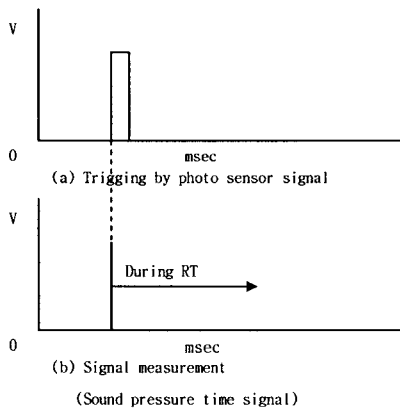 V
0
msec
(a) Trigging by photo sensor signal
V
During RT
0
msec
(b) Signal measurement
(Sound pressure time signal)